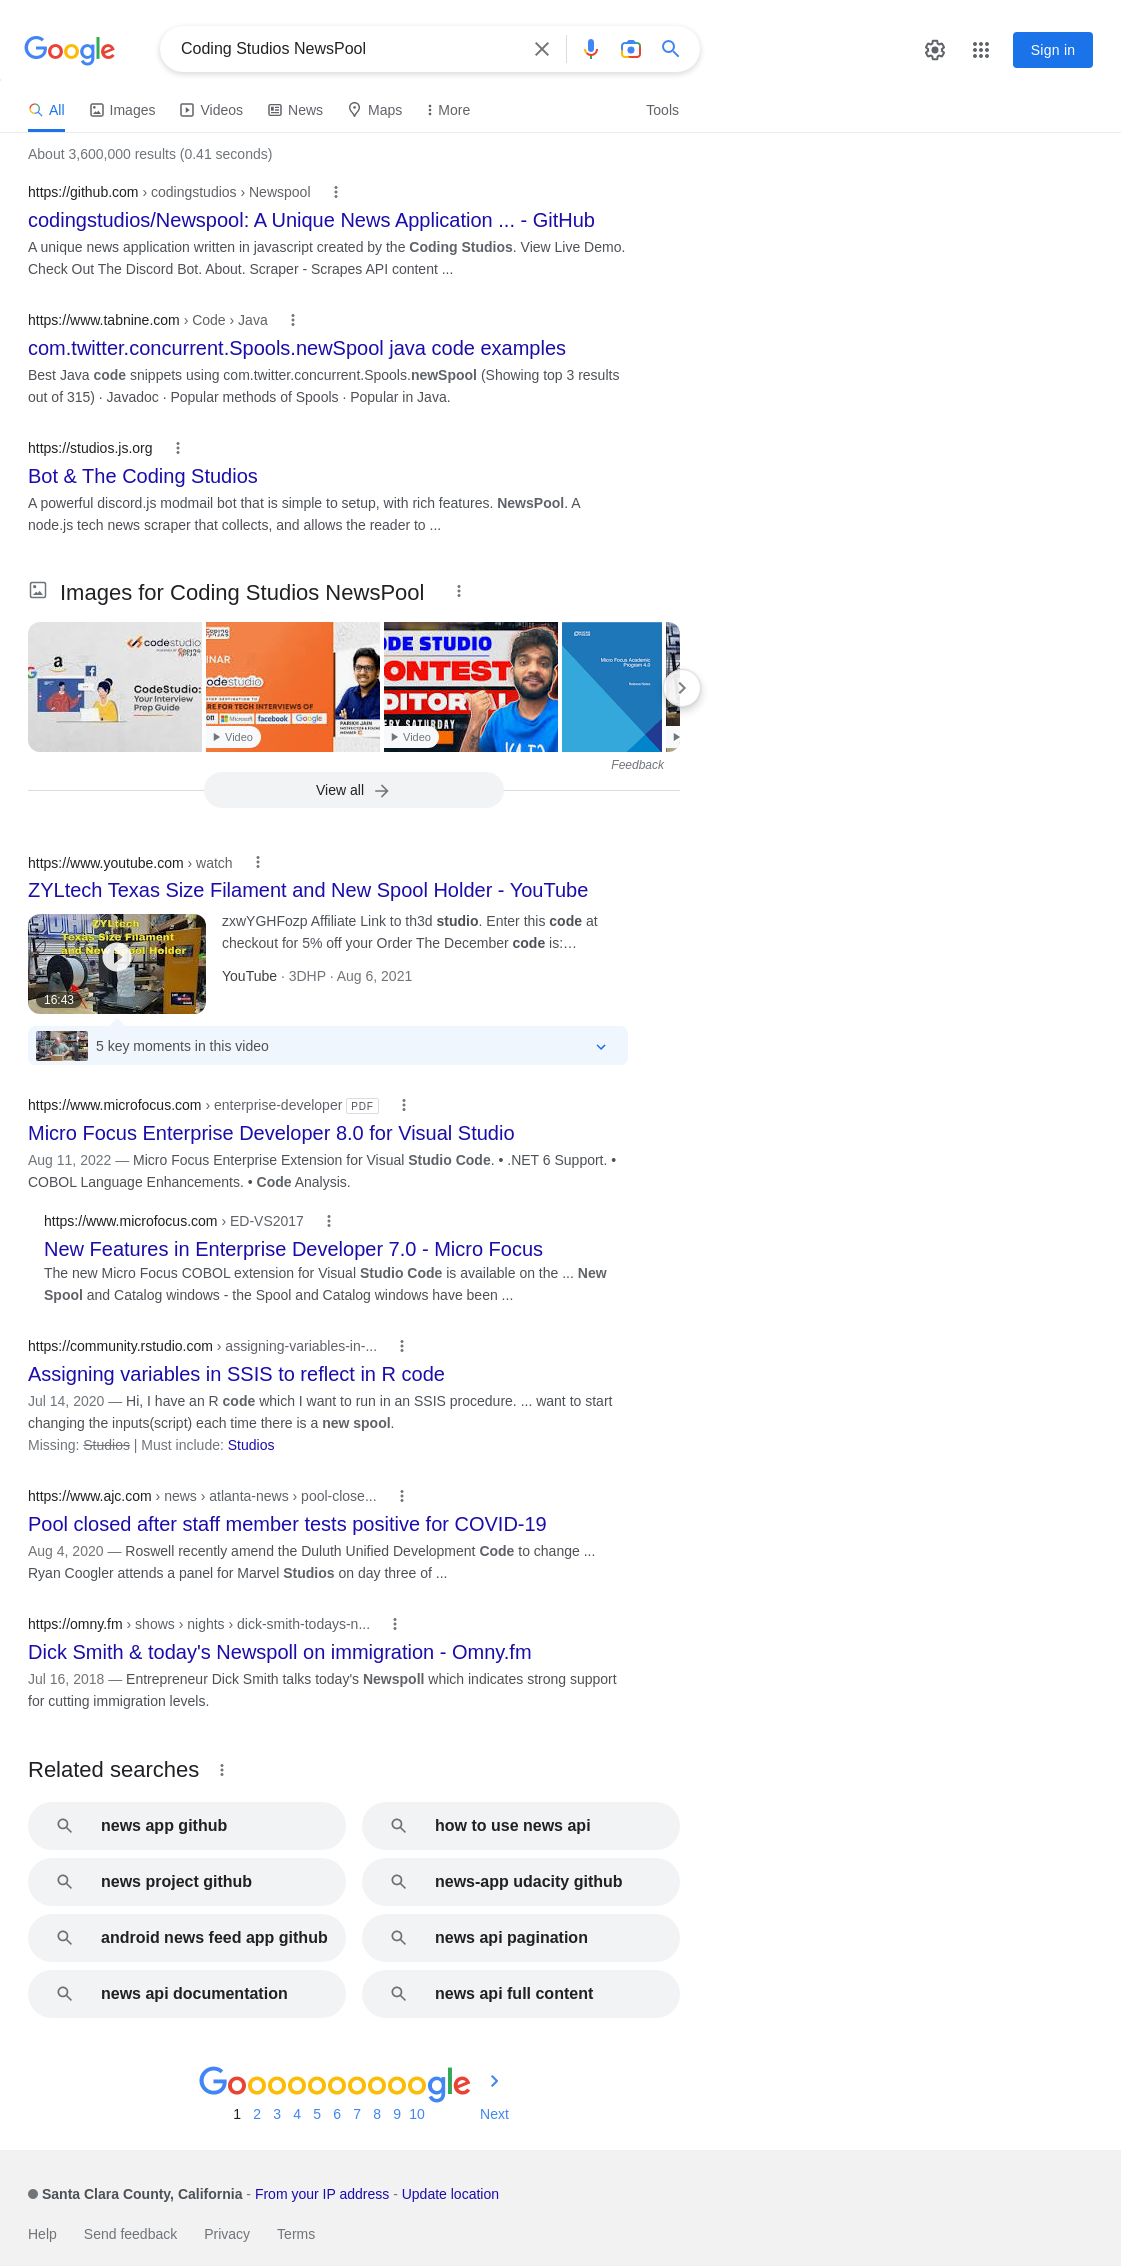 Google
Coding Studios NewsPool
Sign in
All
Images
Videos
News
Maps
More
Tools
About 3,600,000 results (0.41 seconds)
https://github.com › codingstudios › Newspool
codingstudios/Newspool: A Unique News Application ... - GitHub
A unique news application written in javascript created by the Coding Studios. View Live Demo.
Check Out The Discord Bot. About. Scraper - Scrapes API content ...
https://www.tabnine.com › Code › Java
com.twitter.concurrent.Spools.newSpool java code examples
Best Java code snippets using com.twitter.concurrent.Spools.newSpool (Showing top 3 results
out of 315) · Javadoc · Popular methods of Spools · Popular in Java.
https://studios.js.org
Bot & The Coding Studios
A powerful discord.js modmail bot that is simple to setup, with rich features. NewsPool. A
node.js tech news scraper that collects, and allows the reader to ...
Images for Coding Studios NewsPool
codestudio
CodeStudio:
Your Interview
Prep Guide
INAR
odestudio
RE FOR TECH INTERVIEWS OF
Microsoft facebook Google
PARIKH JAIN
Video
ODE STUDIO
ONTEST
DITORIAL
ERY SATURDAY
Video
Micro Focus Academic
Program 4.0
Feedback
View all
https://www.youtube.com › watch
ZYLtech Texas Size Filament and New Spool Holder - YouTube
ZYLtech
Texas Size Filament
and New Spool Holder
16:43
zxwYGHFozp Affiliate Link to th3d studio. Enter this code at
checkout for 5% off your Order The December code is:…
YouTube · 3DHP · Aug 6, 2021
5 key moments in this video
https://www.microfocus.com › enterprise-developer PDF
Micro Focus Enterprise Developer 8.0 for Visual Studio
Aug 11, 2022 — Micro Focus Enterprise Extension for Visual Studio Code. • .NET 6 Support. •
COBOL Language Enhancements. • Code Analysis.
https://www.microfocus.com › ED-VS2017
New Features in Enterprise Developer 7.0 - Micro Focus
The new Micro Focus COBOL extension for Visual Studio Code is available on the ... New
Spool and Catalog windows - the Spool and Catalog windows have been ...
https://community.rstudio.com › assigning-variables-in-...
Assigning variables in SSIS to reflect in R code
Jul 14, 2020 — Hi, I have an R code which I want to run in an SSIS procedure. ... want to start
changing the inputs(script) each time there is a new spool.
Missing: Studios | Must include: Studios
https://www.ajc.com › news › atlanta-news › pool-close...
Pool closed after staff member tests positive for COVID-19
Aug 4, 2020 — Roswell recently amend the Duluth Unified Development Code to change ...
Ryan Coogler attends a panel for Marvel Studios on day three of ...
https://omny.fm › shows › nights › dick-smith-todays-n...
Dick Smith & today's Newspoll on immigration - Omny.fm
Jul 16, 2018 — Entrepreneur Dick Smith talks today's Newspoll which indicates strong support
for cutting immigration levels.
Related searches
news app github
how to use news api
news project github
news-app udacity github
android news feed app github
news api pagination
news api documentation
news api full content
Goooooooooogle
1 2 3 4 5 6 7 8 9 10 Next
Santa Clara County, California - From your IP address - Update location
Help Send feedback Privacy Terms